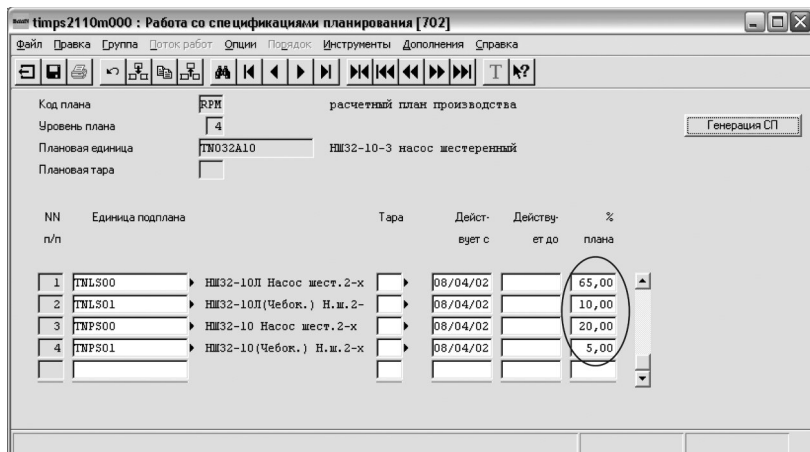 timps2110m000 : Работа со спецификациями планирования [702]
Файл Правка Группа Поток работ Опции Порядок Инструменты Дополнения Справка
Код плана RPM расчетный план производства
Уровень плана 4 Генерация СП
Плановая единица TN032A10 НШ32-10-3 насос шестеренный
Плановая тара
NN Единица подплана Тара Дейст- Действу- %
п/п вует с ет до плана
1 TNLS00 НШ32-10Л Насос шест.2-х 08/04/02 65,00
2 TNLS01 НШ32-10Л(Чебок.) Н.ш.2- 08/04/02 10,00
3 TNPS00 НШ32-10 Насос шест.2-х 08/04/02 20,00
4 TNPS01 НШ32-10(Чебок.) Н.ш.2-х 08/04/02 5,00